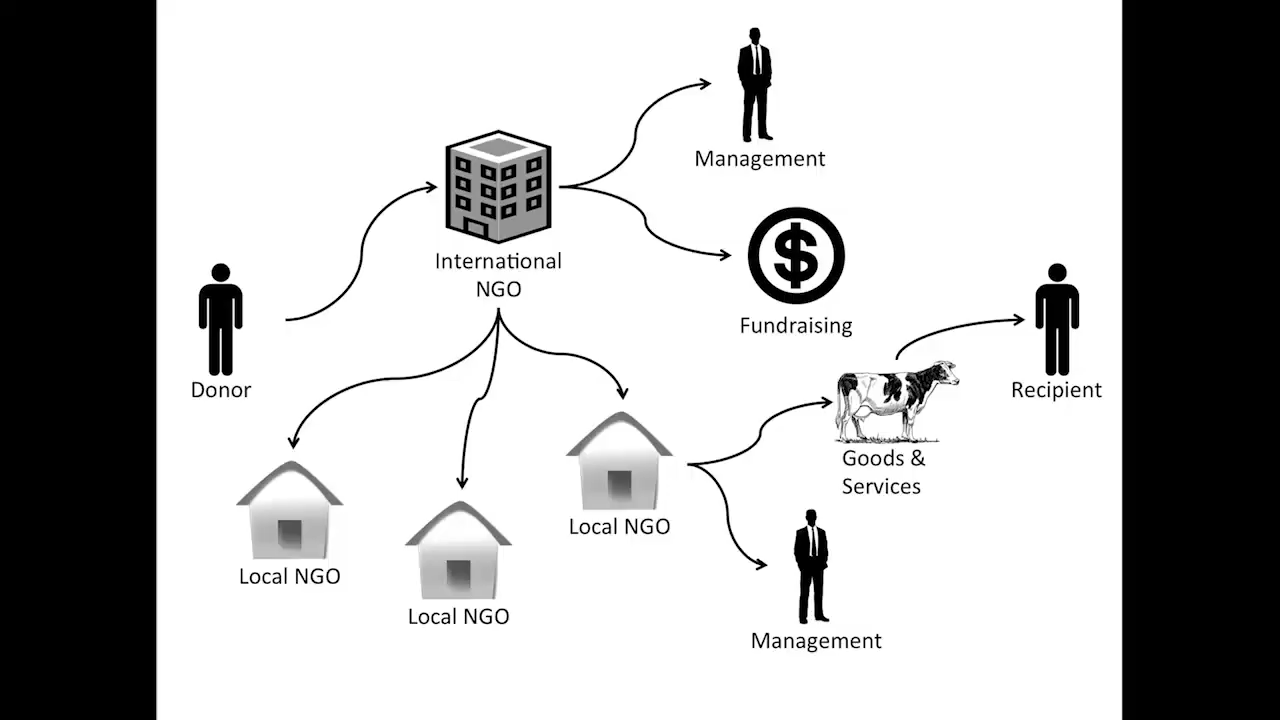 Management
International
NGO
Fundraising
Donor
Recipient
Goods &
Services
Local NGO
Local NGO
Local NGO
Management